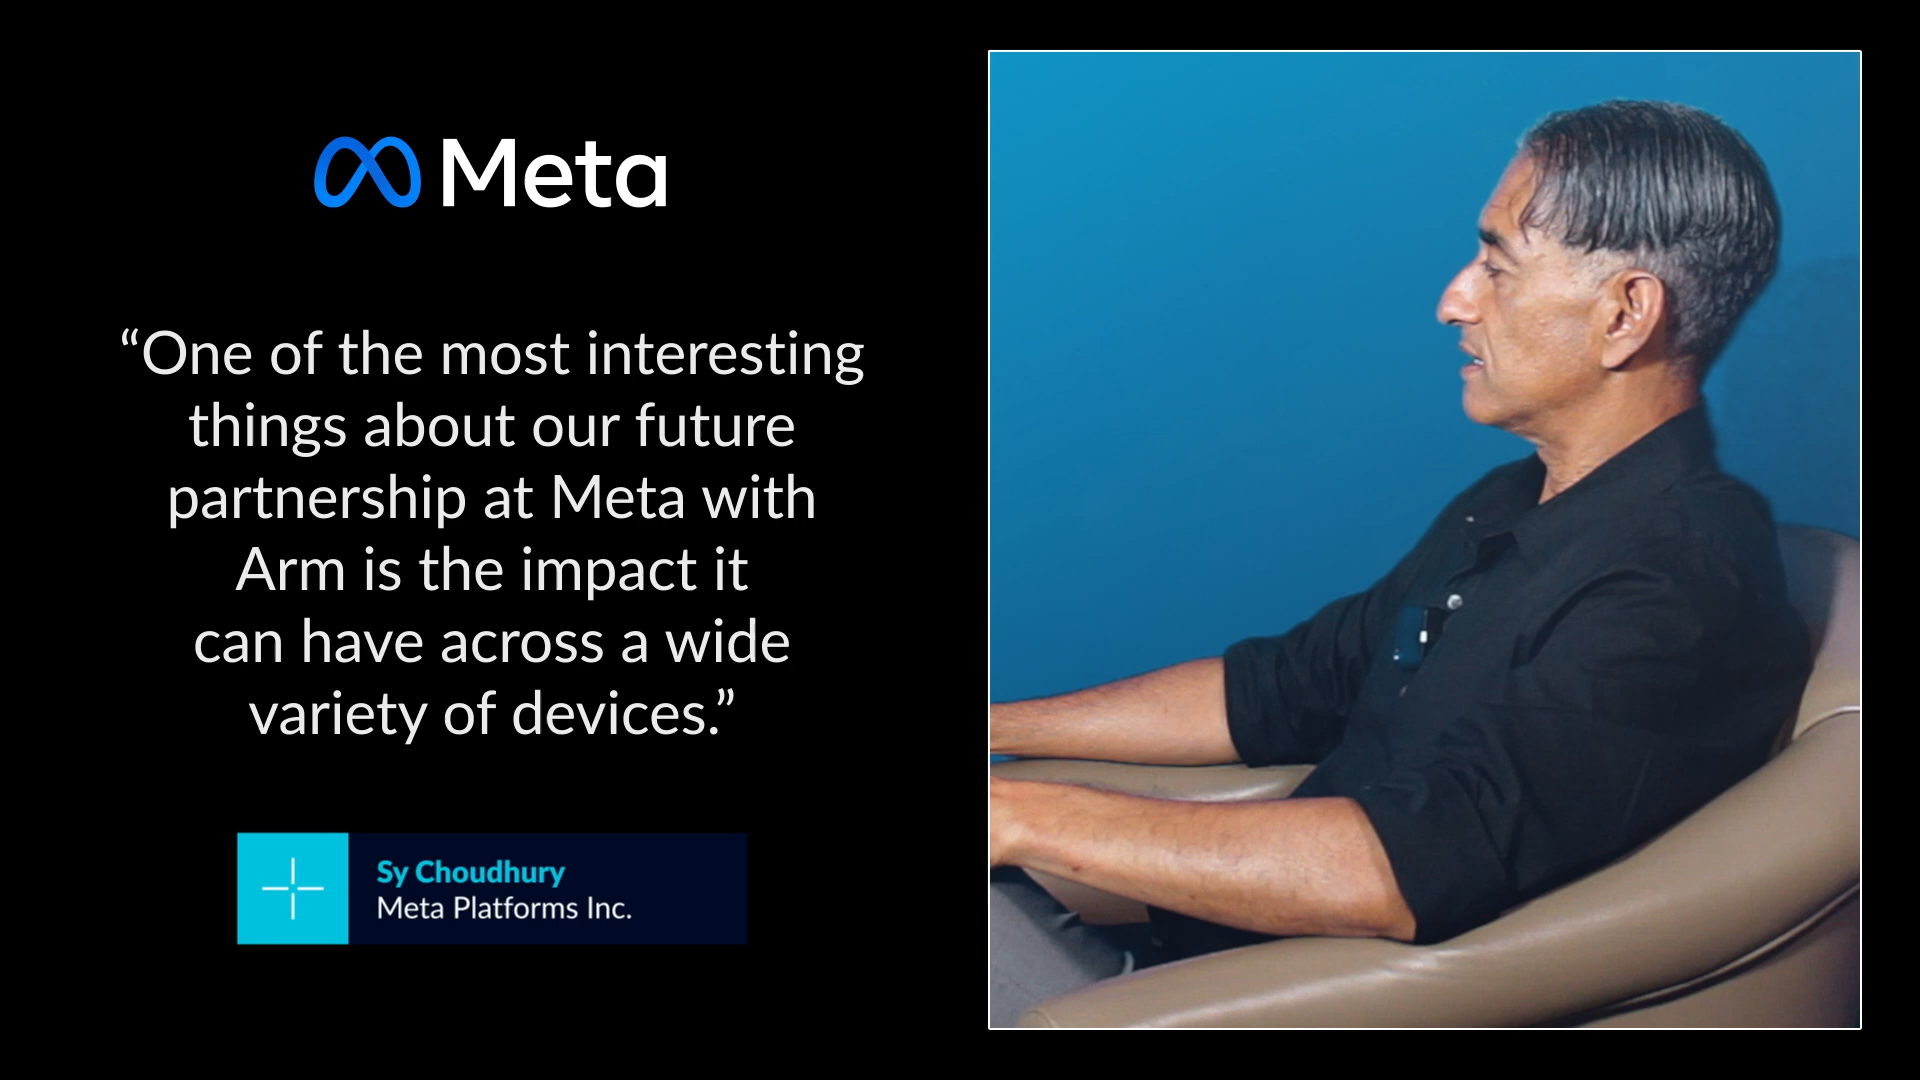 Meta
“One of the most interesting
things about our future
partnership at Meta with
Arm is the impact it
can have across a wide
variety of devices.”
Sy Choudhury
Meta Platforms Inc.